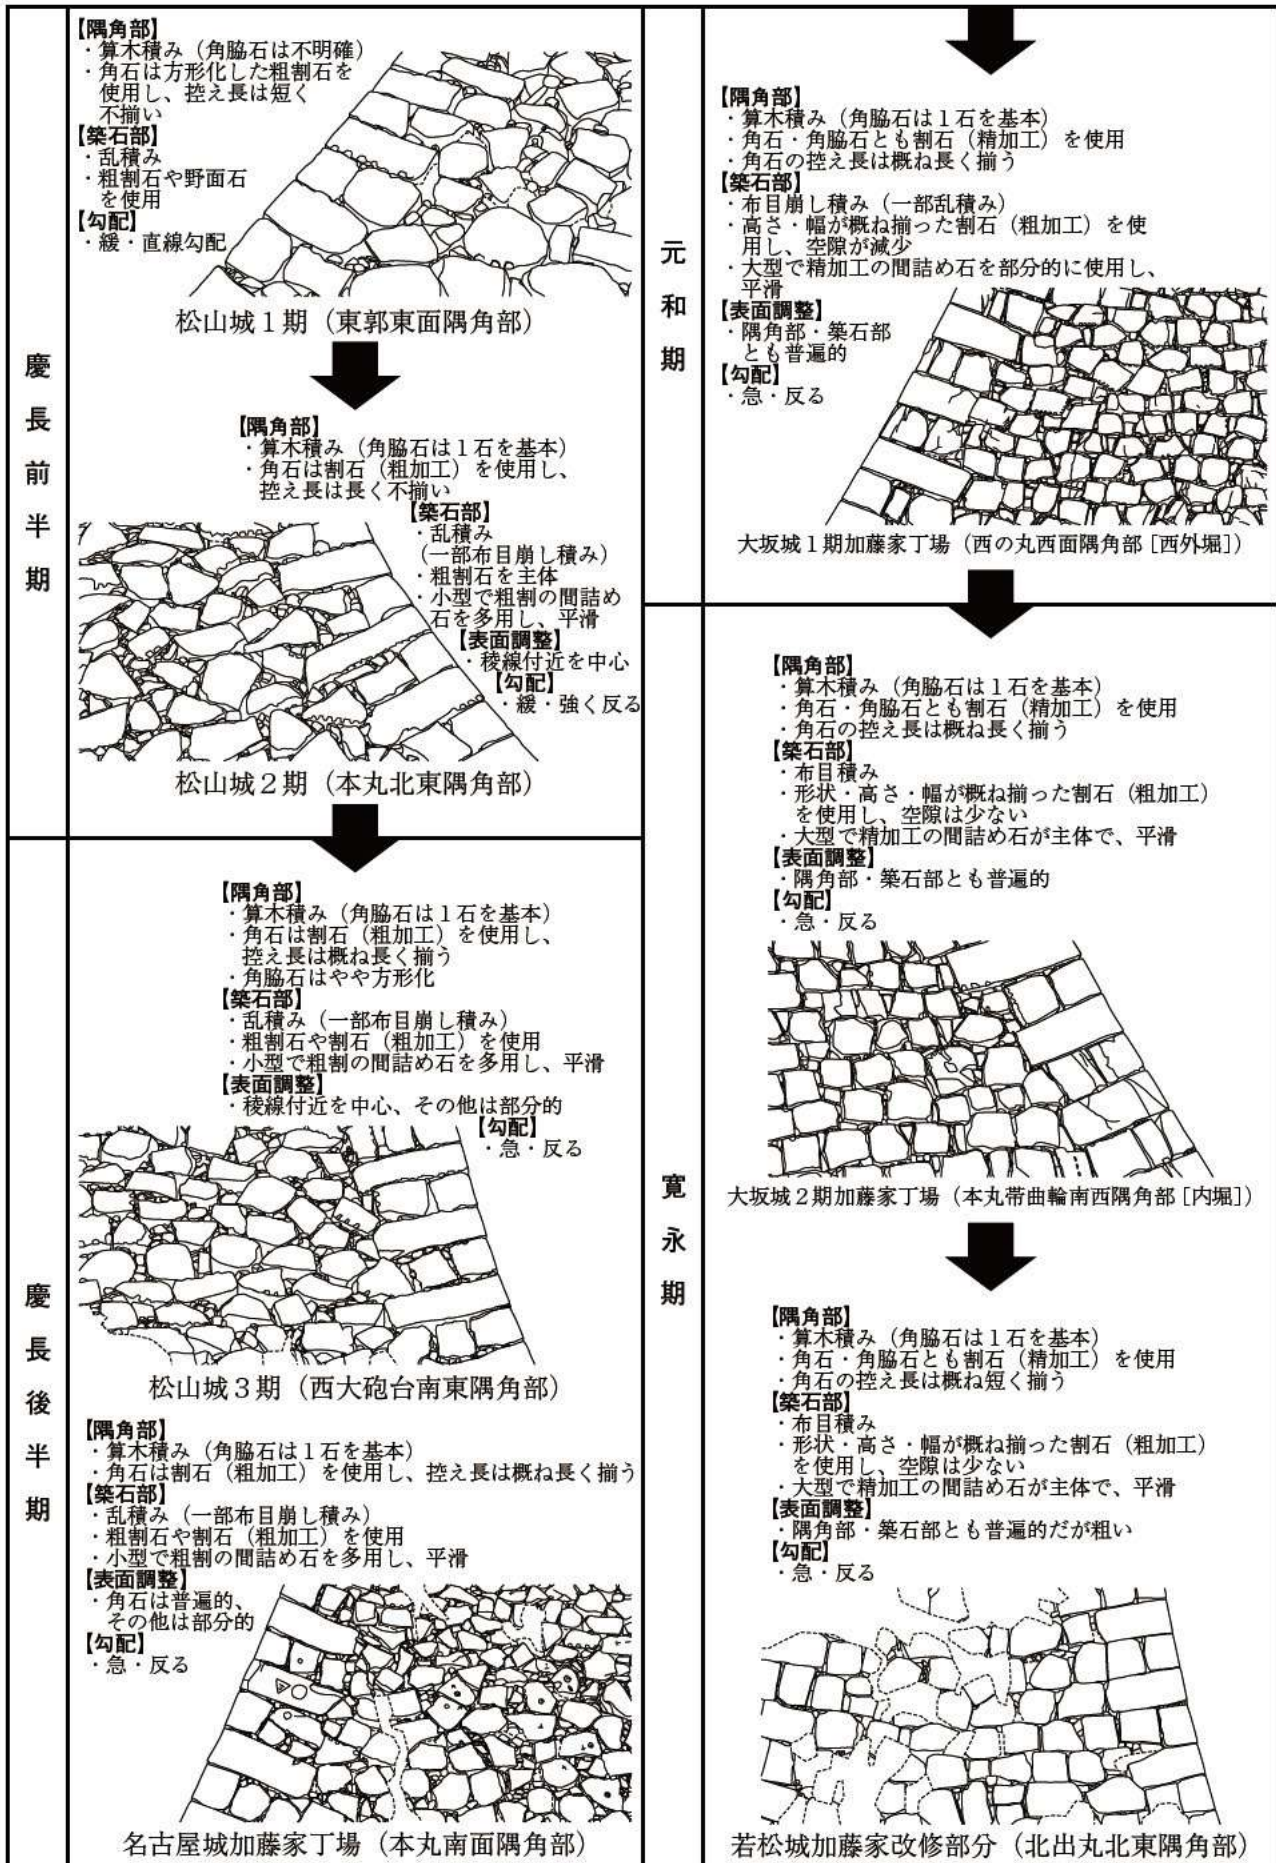 慶長前半期
【隅角部】
・算木積み（角脇石は不明確）
・角石は方形化した粗割石を
使用し、控え長は短く
不揃い
【築石部】
・乱積み
・粗割石や野面石
を使用
【勾配】
・緩・直線勾配
松山城１期（東郭東面隅角部）
【隅角部】
・算木積み（角脇石は１石を基本）
・角石は割石（粗加工）を使用し、
控え長は長く不揃い
【築石部】
・乱積み
（一部布目崩し積み）
・粗割石を主体
・小型で粗割の間詰め
石を多用し、平滑
【表面調整】
・稜線付近を中心
【勾配】
・緩・強く反る
松山城２期（本丸北東隅角部）
慶長後半期
【隅角部】
・算木積み（角脇石は１石を基本）
・角石は割石（粗加工）を使用し、
控え長は概ね長く揃う
・角脇石はやや方形化
【築石部】
・乱積み（一部布目崩し積み）
・粗割石や割石（粗加工）を使用
・小型で粗割の間詰め石を多用し、平滑
【表面調整】
・稜線付近を中心、その他は部分的
【勾配】
・急・反る
松山城３期（西大砲台南東隅角部）
【隅角部】
・算木積み（角脇石は１石を基本）
・角石は割石（粗加工）を使用し、控え長は概ね長く揃う
【築石部】
・乱積み（一部布目崩し積み）
・粗割石や割石（粗加工）を使用
・小型で粗割の間詰め石を多用し、平滑
【表面調整】
・角石は普遍的、
その他は部分的
【勾配】
・急・反る
名古屋城加藤家丁場（本丸南面隅角部）
元和期
【隅角部】
・算木積み（角脇石は１石を基本）
・角石・角脇石とも割石（精加工）を使用
・角石の控え長は概ね長く揃う
【築石部】
・布目崩し積み（一部乱積み）
・高さ・幅が概ね揃った割石（粗加工）を使
用し、空隙が減少
・大型で精加工の間詰め石を部分的に使用し、
平滑
【表面調整】
・隅角部・築石部
とも普遍的
【勾配】
・急・反る
大坂城１期加藤家丁場（西の丸西面隅角部［西外堀］）
寛永期
【隅角部】
・算木積み（角脇石は１石を基本）
・角石・角脇石とも割石（精加工）を使用
・角石の控え長は概ね長く揃う
【築石部】
・布目積み
・形状・高さ・幅が概ね揃った割石（粗加工）
を使用し、空隙は少ない
・大型で精加工の間詰め石が主体で、平滑
【表面調整】
・隅角部・築石部とも普遍的
【勾配】
・急・反る
大坂城２期加藤家丁場（本丸帯曲輪南西隅角部［内堀］）
【隅角部】
・算木積み（角脇石は１石を基本）
・角石・角脇石とも割石（精加工）を使用
・角石の控え長は概ね短く揃う
【築石部】
・布目積み
・形状・高さ・幅が概ね揃った割石（粗加工）
を使用し、空隙は少ない
・大型で精加工の間詰め石が主体で、平滑
【表面調整】
・隅角部・築石部とも普遍的だが粗い
【勾配】
・急・反る
若松城加藤家改修部分（北出丸北東隅角部）